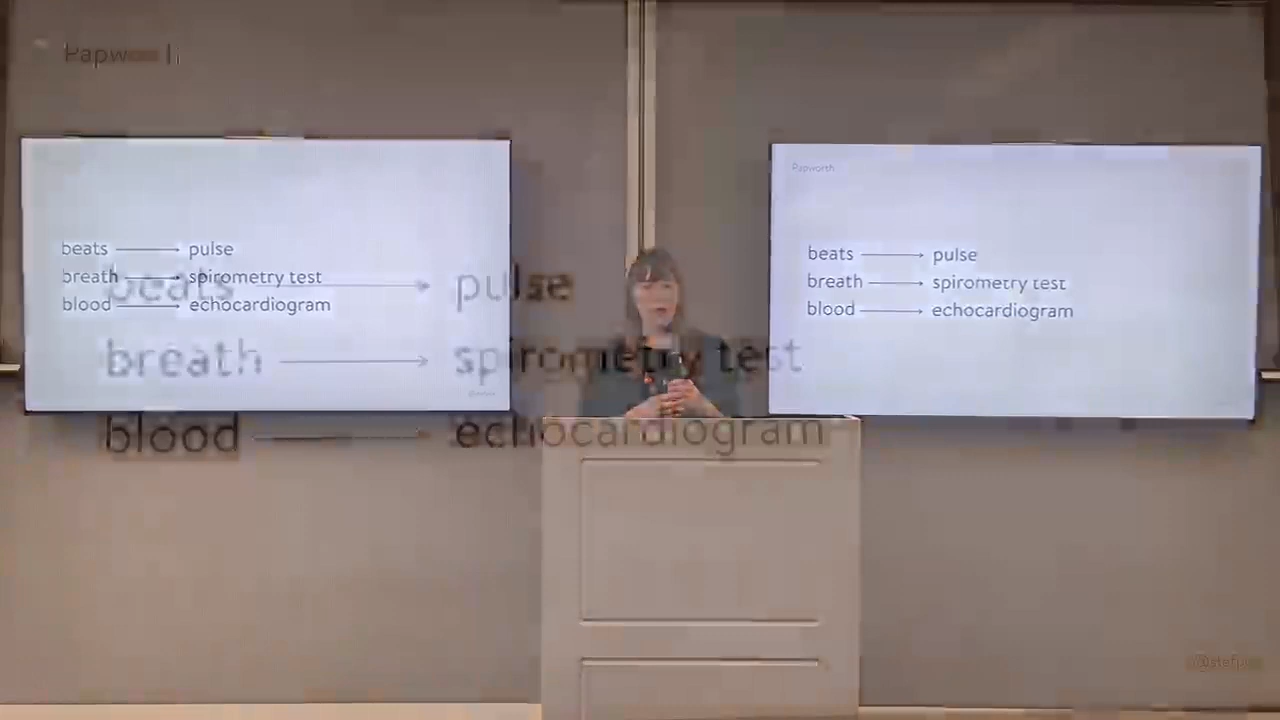 beats → pulse
breath → spirometry test
blood → echocardiogram
Papworth
beats → pulse
breath → spirometry test
blood → echocardiogram
beats → pulse
breath → spirometry test
blood → echocardiogram